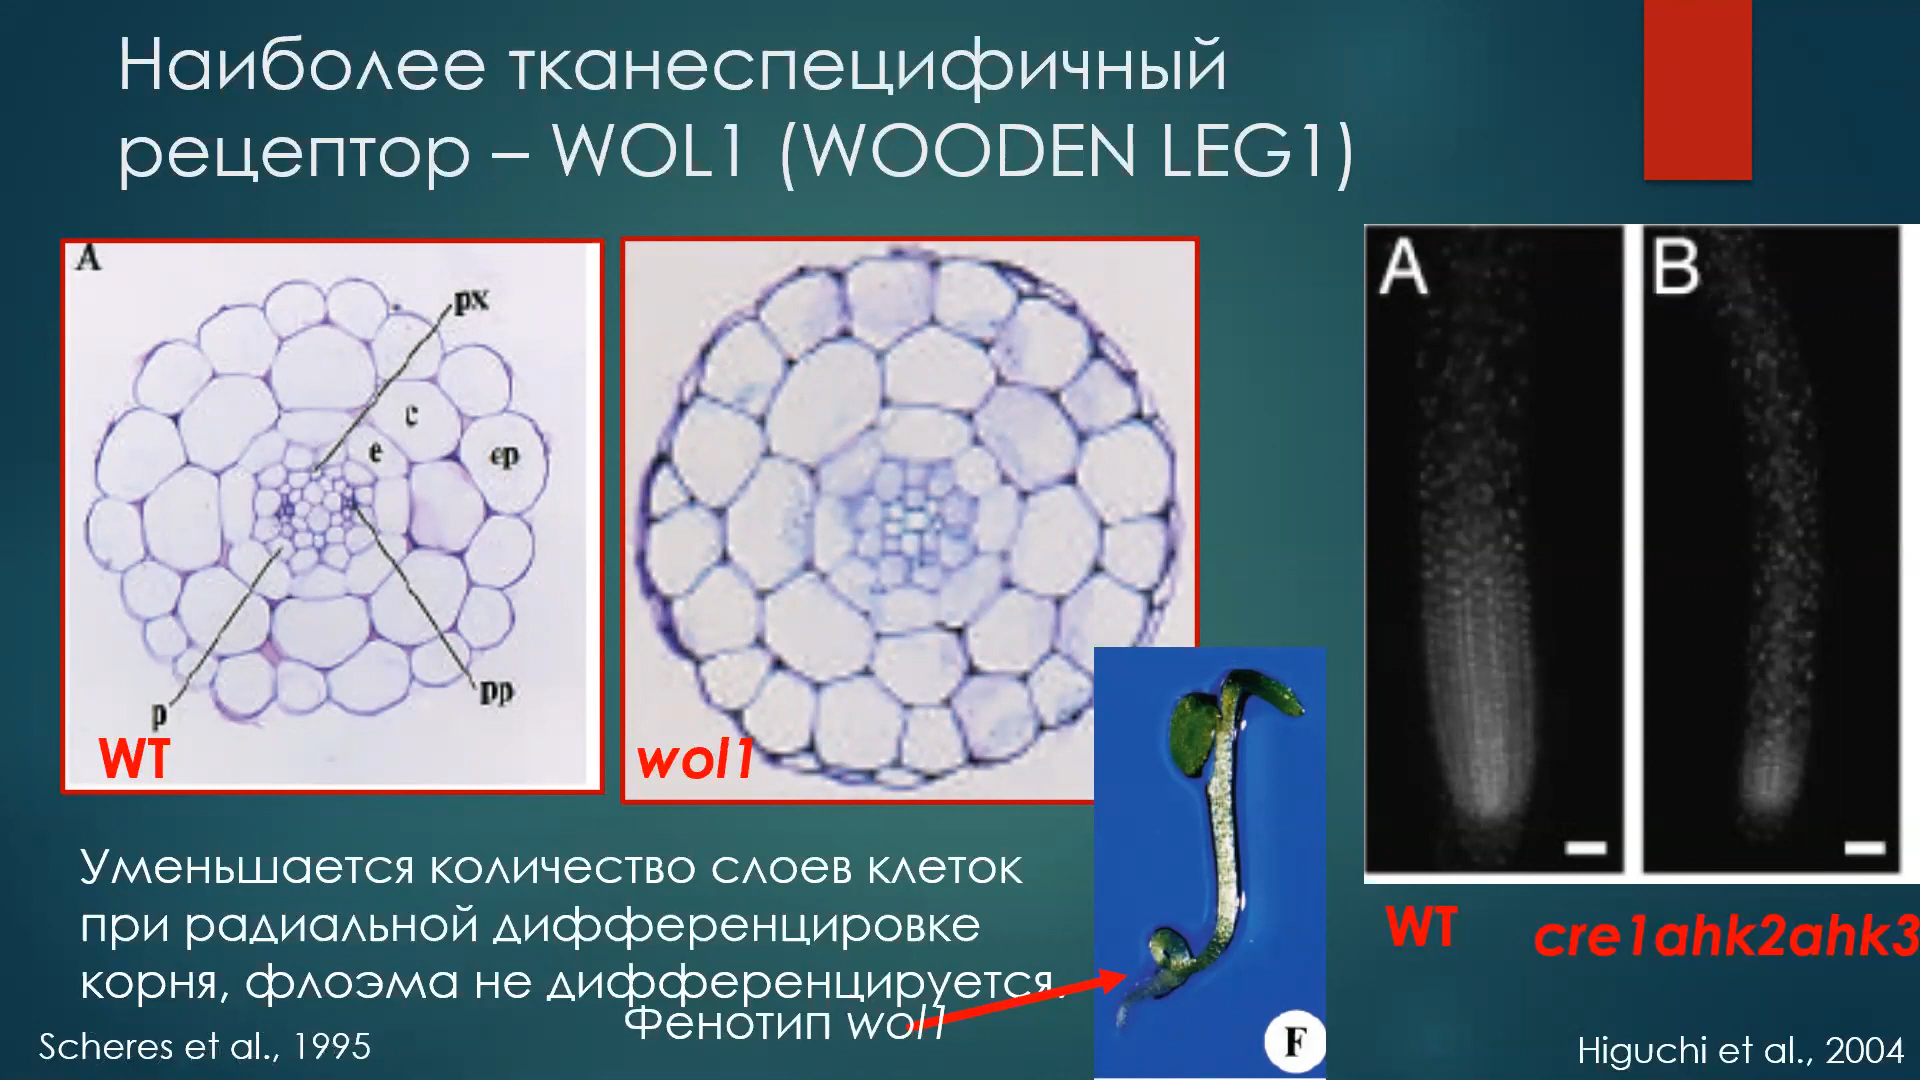 Наиболее тканеспецифичный
рецептор – WOL1 (WOODEN LEG1)
A
px
c
e
ep
p
pp
WT
wol1
A
B
WT
cre1ahk2ahk3
Уменьшается количество слоев клеток
при радиальной дифференцировке
корня, флоэма не дифференцируется.
Фенотип wol1
F
Scheres et al., 1995
Higuchi et al., 2004